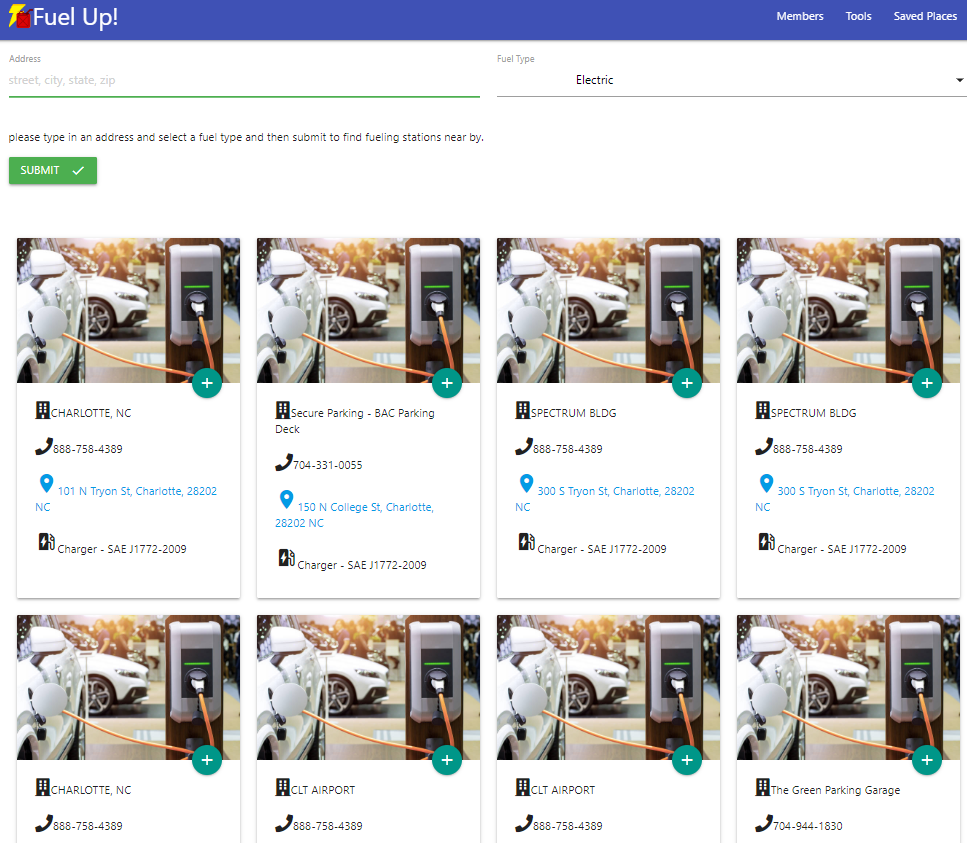 Fuel Up!
Members Tools Saved Places
Address
street, city, state, zip
Fuel Type
Electric
please type in an address and select a fuel type and then submit to find fueling stations near by.
SUBMIT
CHARLOTTE, NC
888-758-4389
101 N Tryon St, Charlotte, 28202
NC
Charger - SAE J1772-2009
Secure Parking - BAC Parking
Deck
704-331-0055
150 N College St, Charlotte,
28202 NC
Charger - SAE J1772-2009
SPECTRUM BLDG
888-758-4389
300 S Tryon St, Charlotte, 28202
NC
Charger - SAE J1772-2009
SPECTRUM BLDG
888-758-4389
300 S Tryon St, Charlotte, 28202
NC
Charger - SAE J1772-2009
CHARLOTTE, NC
888-758-4389
CLT AIRPORT
888-758-4389
CLT AIRPORT
888-758-4389
The Green Parking Garage
704-944-1830